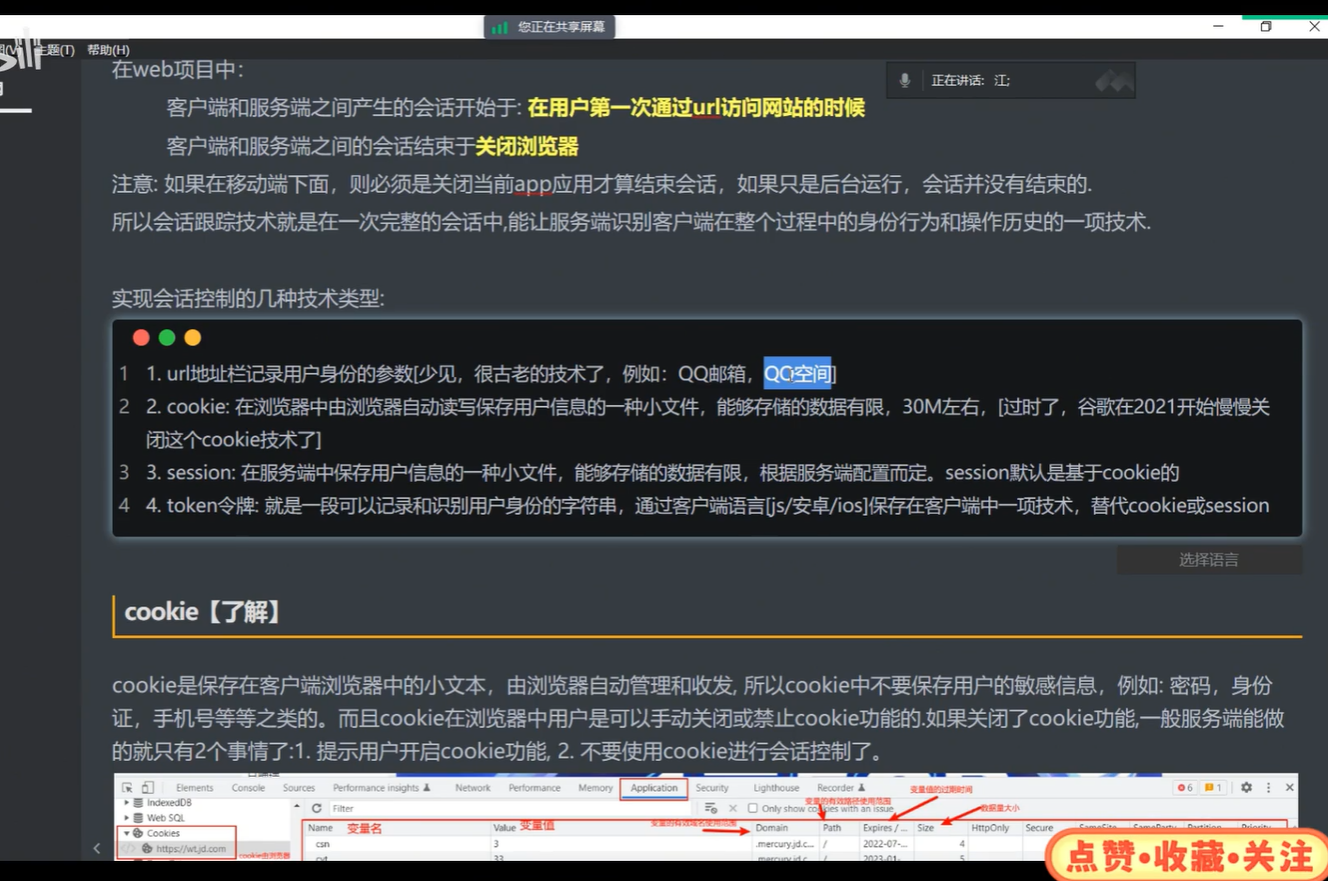 您正在共享屏幕
主题(T) 帮助(H)
正在讲话: 江;
在web项目中:
客户端和服务端之间产生的会话开始于: 在用户第一次通过url访问网站的时候
客户端和服务端之间的会话结束于关闭浏览器
注意: 如果在移动端下面，则必须是关闭当前app应用才算结束会话，如果只是后台运行，会话并没有结束的.
所以会话跟踪技术就是在一次完整的会话中,能让服务端识别客户端在整个过程中的身份行为和操作历史的一项技术.
实现会话控制的几种技术类型:
1 1. url地址栏记录用户身份的参数[少见，很古老的技术了，例如：QQ邮箱，QQ空间]
2 2. cookie: 在浏览器中由浏览器自动读写保存用户信息的一种小文件，能够存储的数据有限，30M左右，[过时了，谷歌在2021开始慢慢关
闭这个cookie技术了]
3 3. session: 在服务端中保存用户信息的一种小文件，能够存储的数据有限，根据服务端配置而定。session默认是基于cookie的
4 4. token令牌: 就是一段可以记录和识别用户身份的字符串，通过客户端语言[js/安卓/ios]保存在客户端中一项技术，替代cookie或session
选择语言
cookie【了解】
cookie是保存在客户端浏览器中的小文本，由浏览器自动管理和收发, 所以cookie中不要保存用户的敏感信息，例如: 密码，身份
证，手机号等等之类的。而且cookie在浏览器中用户是可以手动关闭或禁止cookie功能的.如果关闭了cookie功能,一般服务端能做
的就只有2个事情了:1. 提示用户开启cookie功能, 2. 不要使用cookie进行会话控制了。
Elements Console Sources Performance insights Network Performance Memory Application Security Lighthouse Recorder 6 1
变量值的过期时间
IndexedDB
Filter
Only show cookies with an issue
变量的有效路径使用范围
数据量大小
Web SQL
Cookies
https://wt.jd.com
变量的有效域名使用范围
Name 变量名 Value 变量值 Domain Path Expires / ... Size HttpOnly Secure SameSite SameParty Partition Priority
csn 3 .mercury.jd.c... / 2022-07-... 4
cvt 33 .mercury.jd.c... / 2023-01-... 5
点赞•收藏•关注